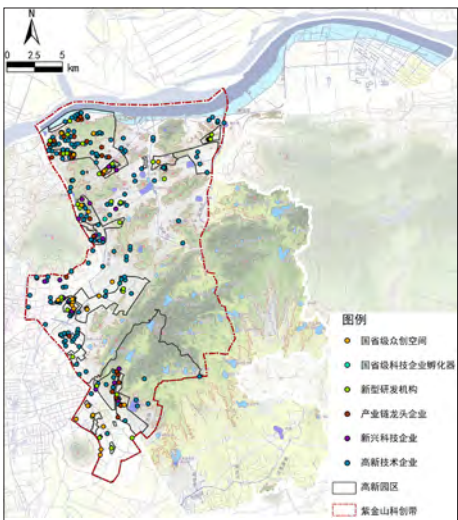 N
0 2.5 5
km
图例
国省级众创空间
国省级科技企业孵化器
新型研发机构
产业链龙头企业
新兴科技企业
高新技术企业
高新园区
紫金山科创带